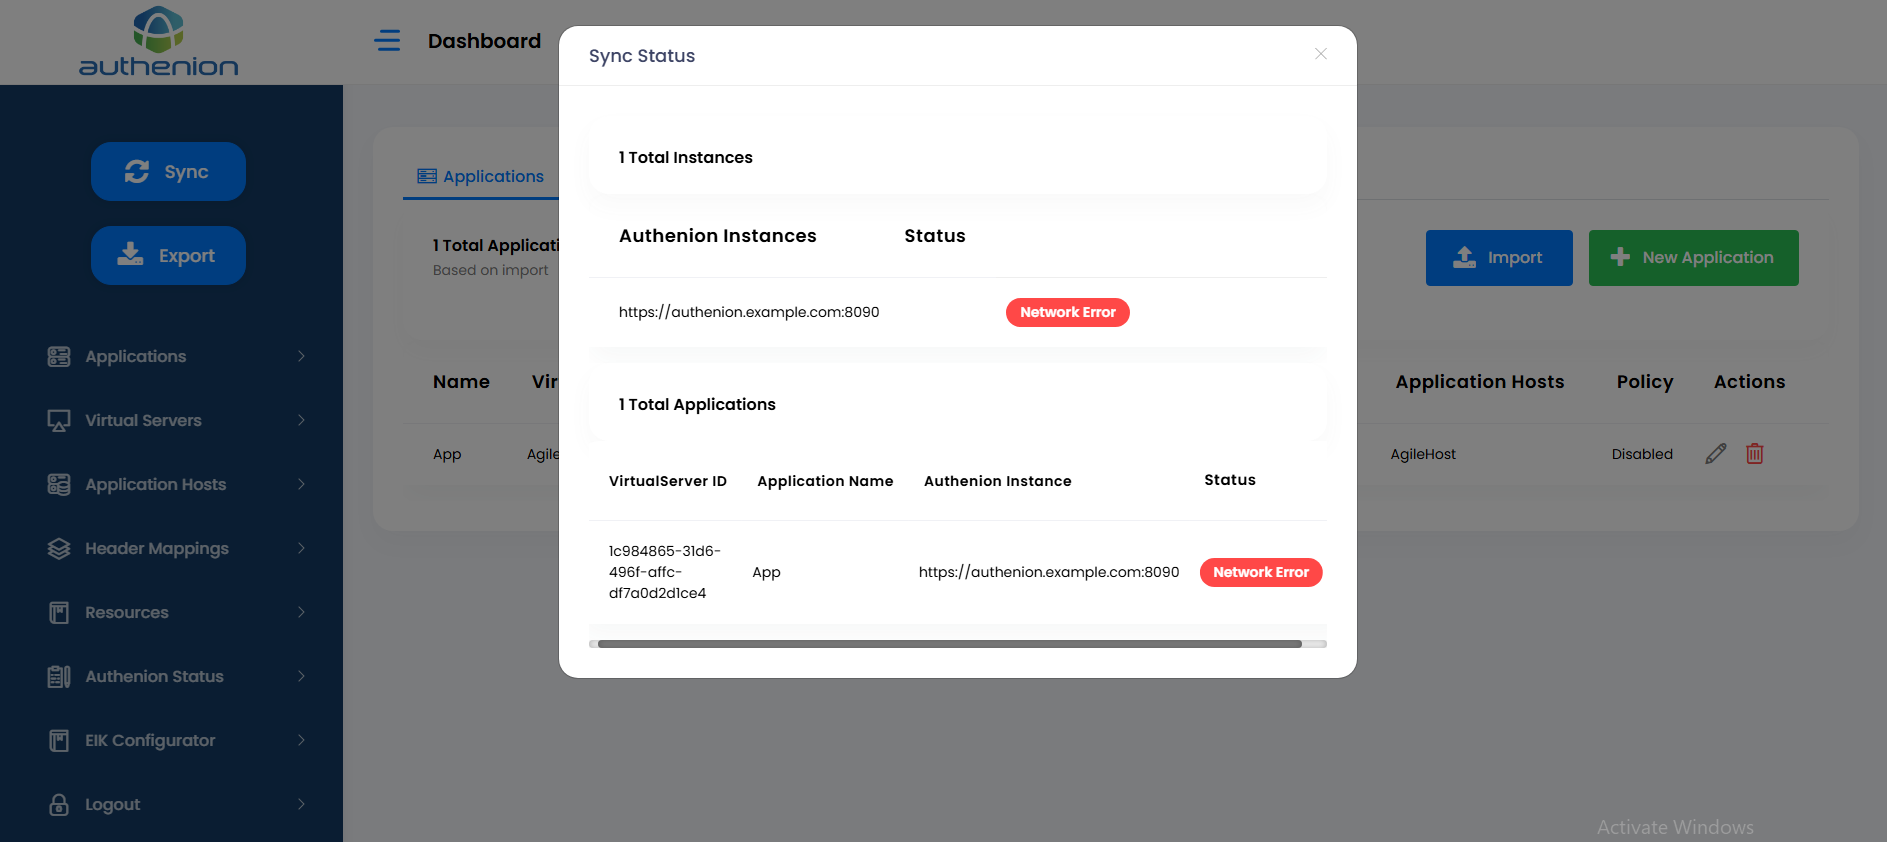 authenion
Dashboard
Sync
Export
Applications
Virtual Servers
Application Hosts
Header Mappings
Resources
Authenion Status
EIK Configurator
Logout
Applications
1 Total Applicati
Based on import
Import
New Application
Name Vir Application Hosts Policy Actions
App Agile AgileHost Disabled
Sync Status
1 Total Instances
Authenion Instances Status
https://authenion.example.com:8090 Network Error
1 Total Applications
VirtualServer ID Application Name Authenion Instance Status
1c984865-31d6-
496f-affc-
df7a0d2d1ce4
App https://authenion.example.com:8090 Network Error
Activate Windows